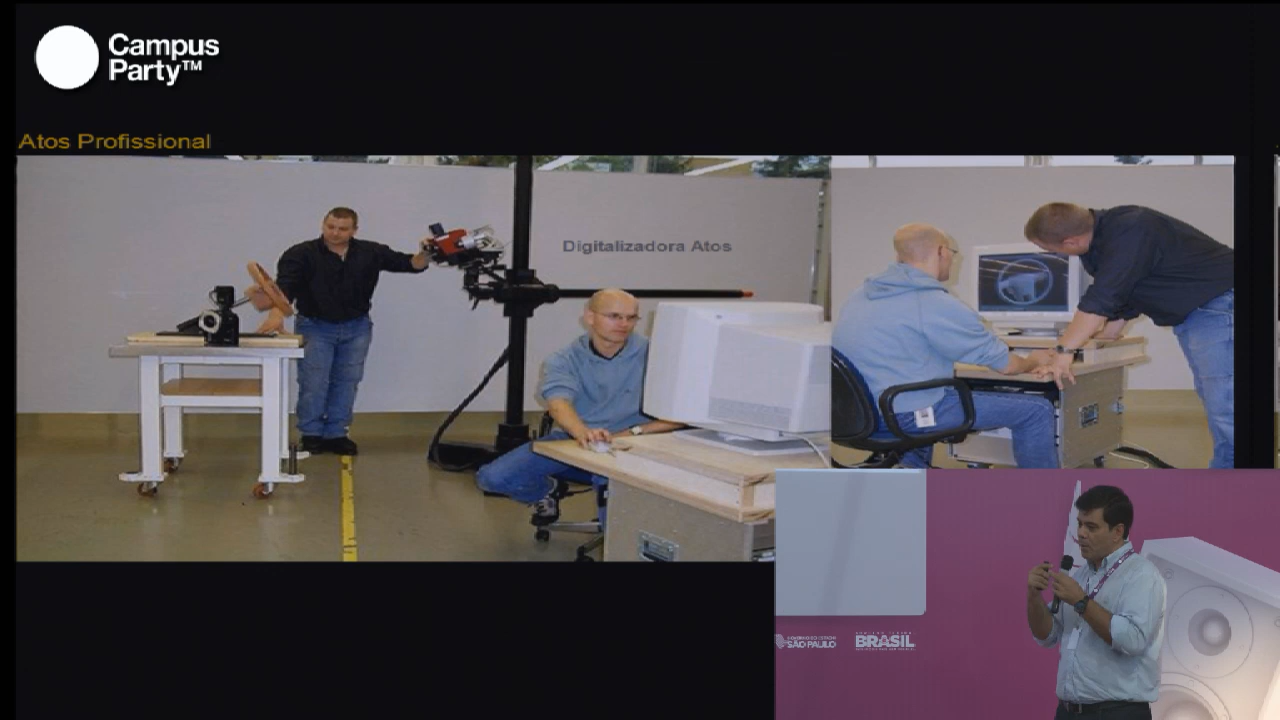 Campus
Party™
Atos Profissional
Digitalizadora Atos
SÃO PAULO
BRASIL